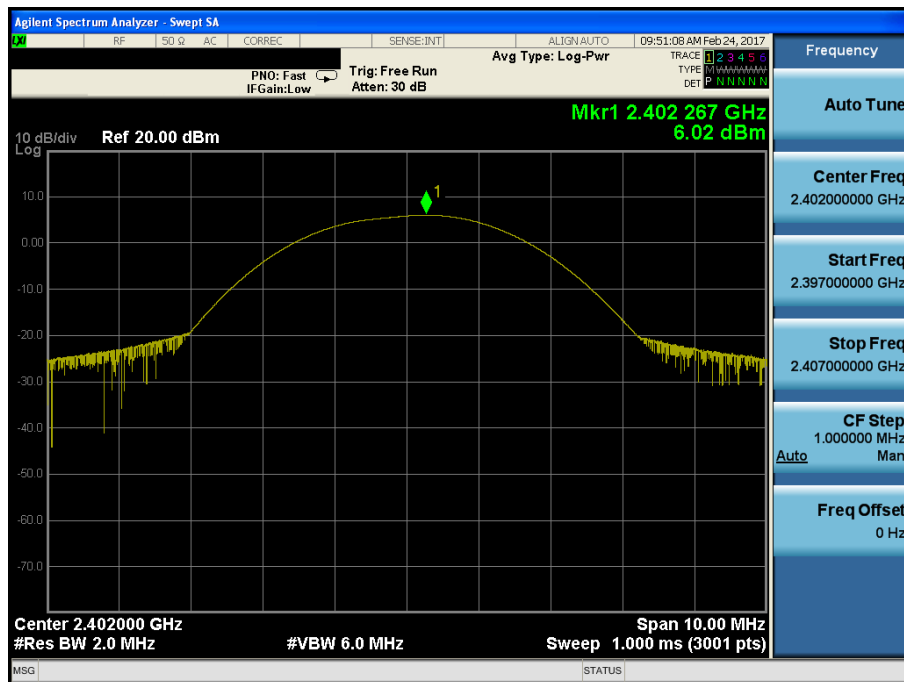 Agilent Spectrum Analyzer - Swept SA
LXI RF 50 Ω AC CORREC SENSE:INT ALIGN AUTO 09:51:08 AM Feb 24, 2017
PNO: Fast
IFGain:Low
Trig: Free Run
Atten: 30 dB
Avg Type: Log-Pwr
TRACE 1 2 3 4 5 6
TYPE MWWWWW
DET P N N N N N
Mkr1 2.402 267 GHz
6.02 dBm
10 dB/div
Log
Ref 20.00 dBm
1
10.0
0.00
-10.0
-20.0
-30.0
-40.0
-50.0
-60.0
-70.0
Center 2.402000 GHz
Span 10.00 MHz
#Res BW 2.0 MHz
#VBW 6.0 MHz
Sweep 1.000 ms (3001 pts)
MSG
STATUS
Frequency
Auto Tune
Center Freq
2.402000000 GHz
Start Freq
2.397000000 GHz
Stop Freq
2.407000000 GHz
CF Step
1.000000 MHz
Auto Man
Freq Offset
0 Hz